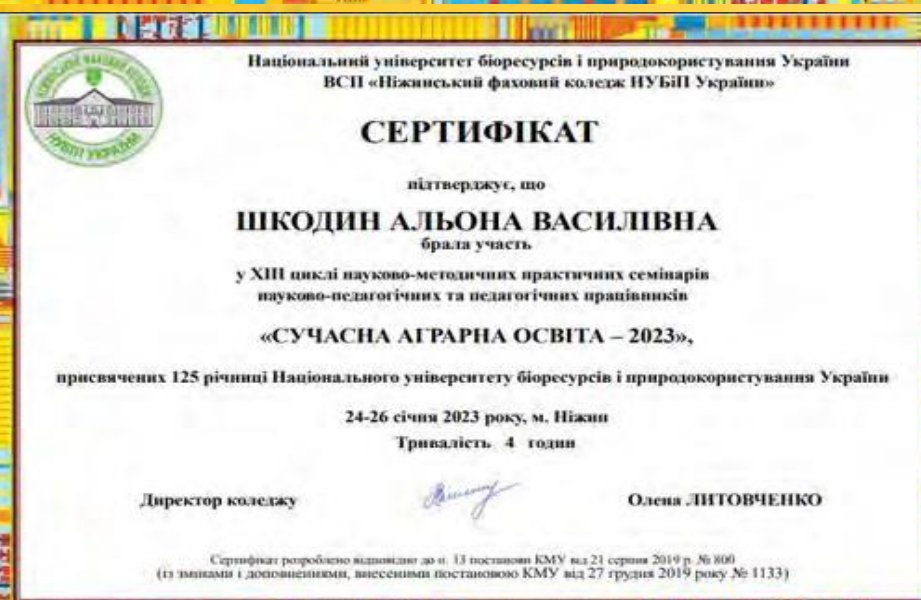 Національний університет біоресурсів і природокористування України
ВСП «Ніжинський фаховий коледж НУБіП України»
СЕРТИФІКАТ
підтверджує, що
ШКОДИН АЛЬОНА ВАСИЛІВНА
брала участь
у XIII циклі науково-методичних практичних семінарів
науково-педагогічних та педагогічних працівників
«СУЧАСНА АГРАРНА ОСВІТА – 2023»,
присвячених 125 річниці Національного університету біоресурсів і природокористування України
24-26 січня 2023 року, м. Ніжин
Тривалість 4 годин
Директор коледжу
Олена ЛИТОВЧЕНКО
Сертифікат розроблено відповідно до п. 13 постанови КМУ від 21 серпня 2019 р. № 800
(із змінами і доповненнями, внесеними постановою КМУ від 27 грудня 2019 року № 1133)
НУБІП УКРАЇНИ